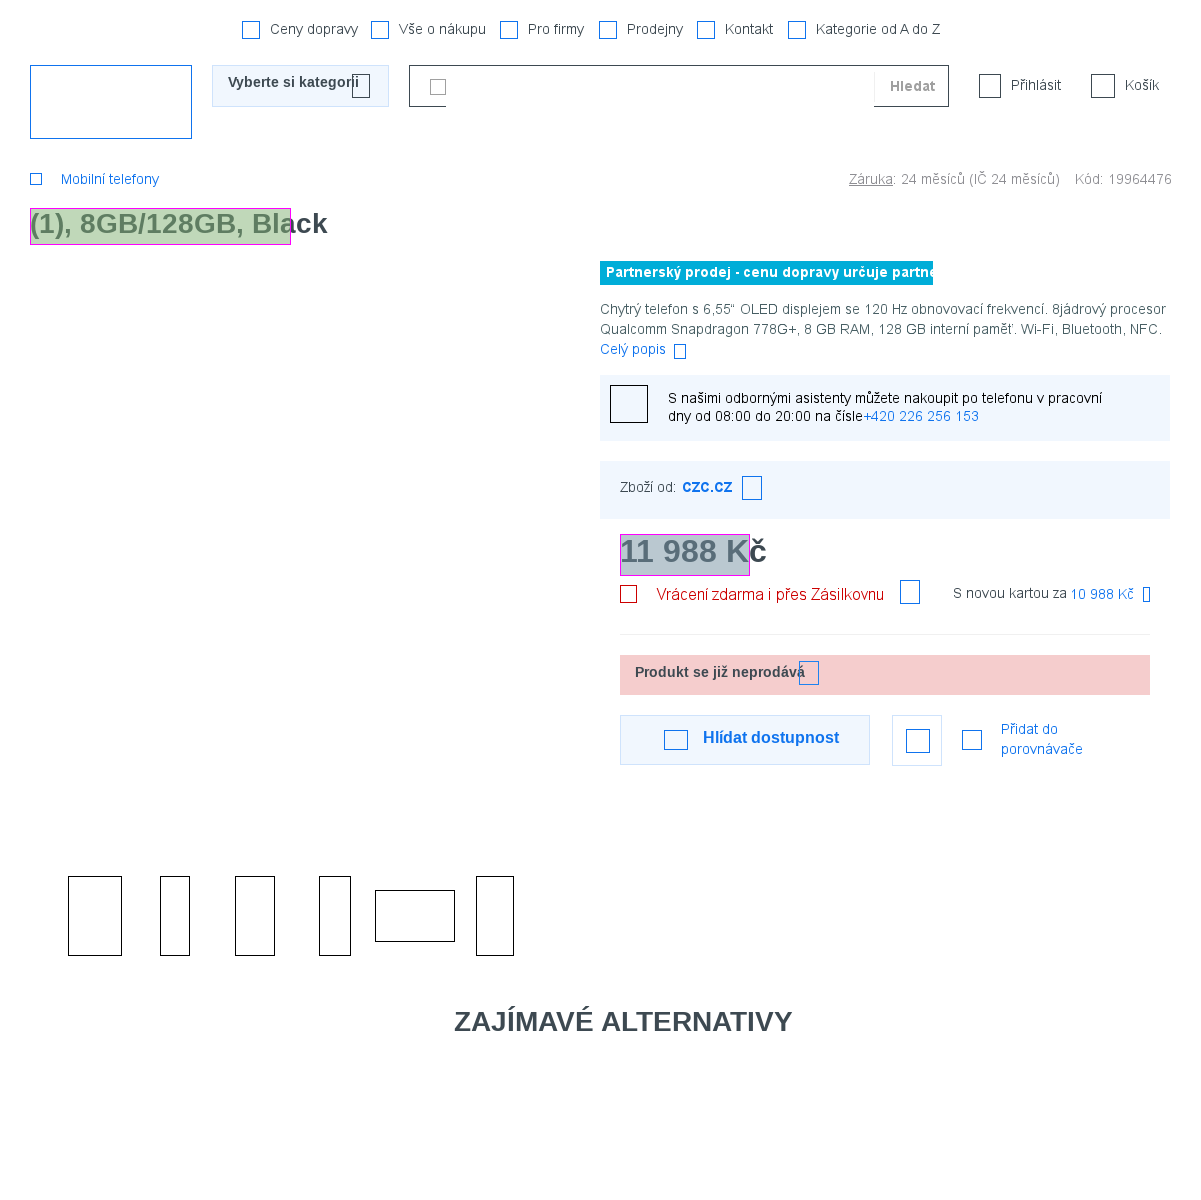 Ceny dopravy Vše o nákupu Pro firmy Prodejny Kontakt Kategorie od A do Z
Vyberte si kategorii Hledat Přihlásit Košík
Mobilní telefony Záruka: 24 měsíců (IČ 24 měsíců) Kód: 19964476
(1), 8GB/128GB, Black
Partnerský prodej - cenu dopravy určuje partne
Chytrý telefon s 6,55“ OLED displejem se 120 Hz obnovovací frekvencí. 8jádrový procesor
Qualcomm Snapdragon 778G+, 8 GB RAM, 128 GB interní paměť. Wi-Fi, Bluetooth, NFC.
Celý popis
S našimi odbornými asistenty můžete nakoupit po telefonu v pracovní
dny od 08:00 do 20:00 na čísle+420 226 256 153
Zboží od: czc.cz
11 988 Kč
Vrácení zdarma i přes Zásilkovnu S novou kartou za 10 988 Kč
Produkt se již neprodává
Hlídat dostupnost Přidat do
porovnávače
ZAJÍMAVÉ ALTERNATIVY